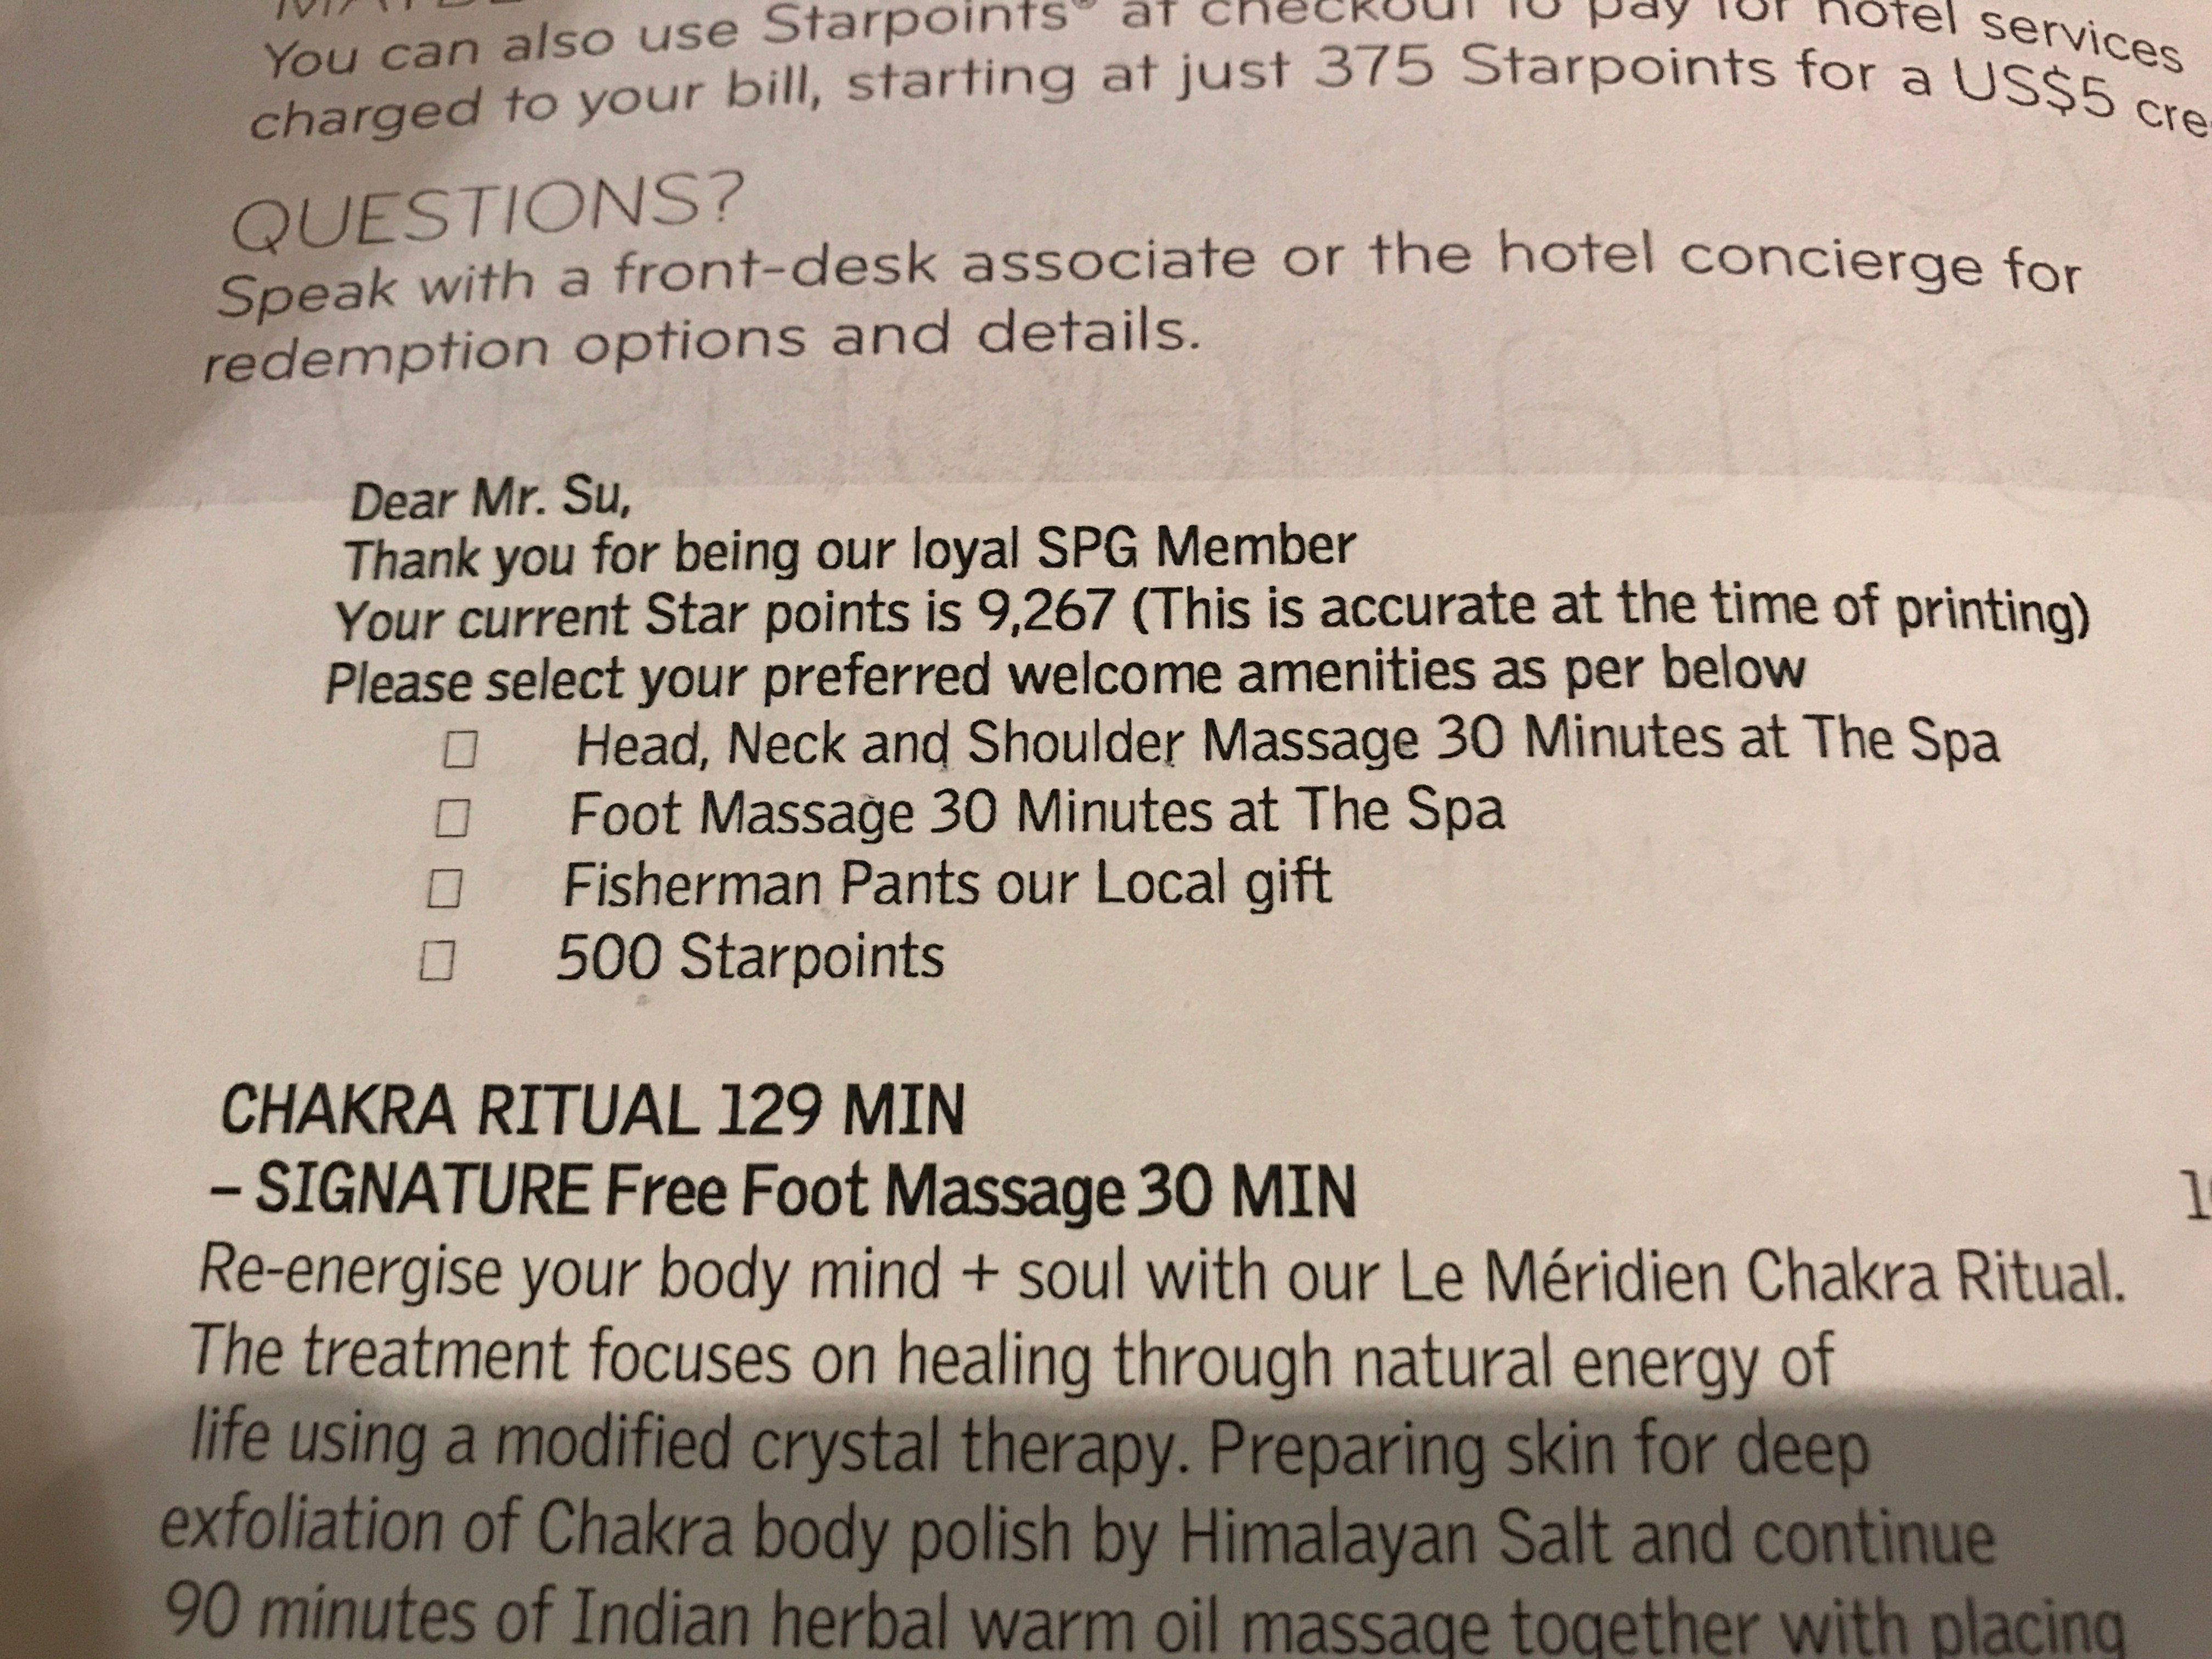 You can also use Starpoints® at checkout to pay for hotel services
charged to your bill, starting at just 375 Starpoints for a US$5
QUESTIONS?
Speak with a front-desk associate or the hotel concierge for
redemption options and details.
Dear Mr. Su,
Thank you for being our loyal SPG Member
Your current Star points is 9,267 (This is accurate at the time of printing)
Please select your preferred welcome amenities as per below
Head, Neck and Shoulder Massage 30 Minutes at The Spa
Foot Massage 30 Minutes at The Spa
Fisherman Pants our Local gift
500 Starpoints
CHAKRA RITUAL 129 MIN
– SIGNATURE Free Foot Massage 30 MIN
Re-energise your body mind + soul with our Le Méridien Chakra Ritual.
The treatment focuses on healing through natural energy of
life using a modified crystal therapy. Preparing skin for deep
exfoliation of Chakra body polish by Himalayan Salt and continue
90 minutes of Indian herbal warm oil massage together with placing